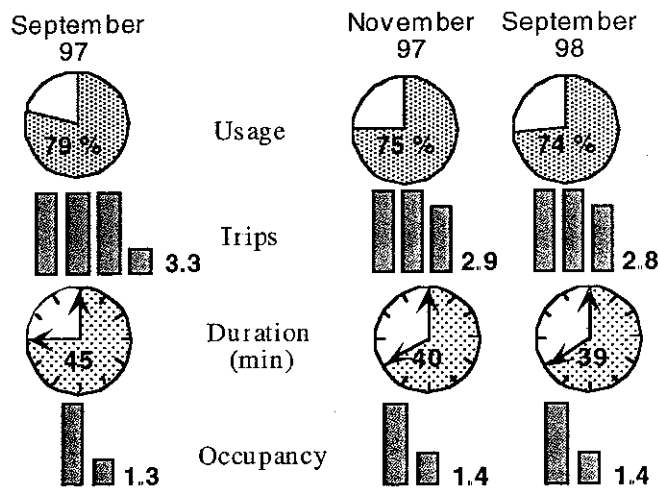 September
97
November
97
September
98
79 %
Usage
75 %
74 %
Trips
3.3
2.9
2.8
Duration
(min)
45
40
39
Occupancy
1.3
1.4
1.4